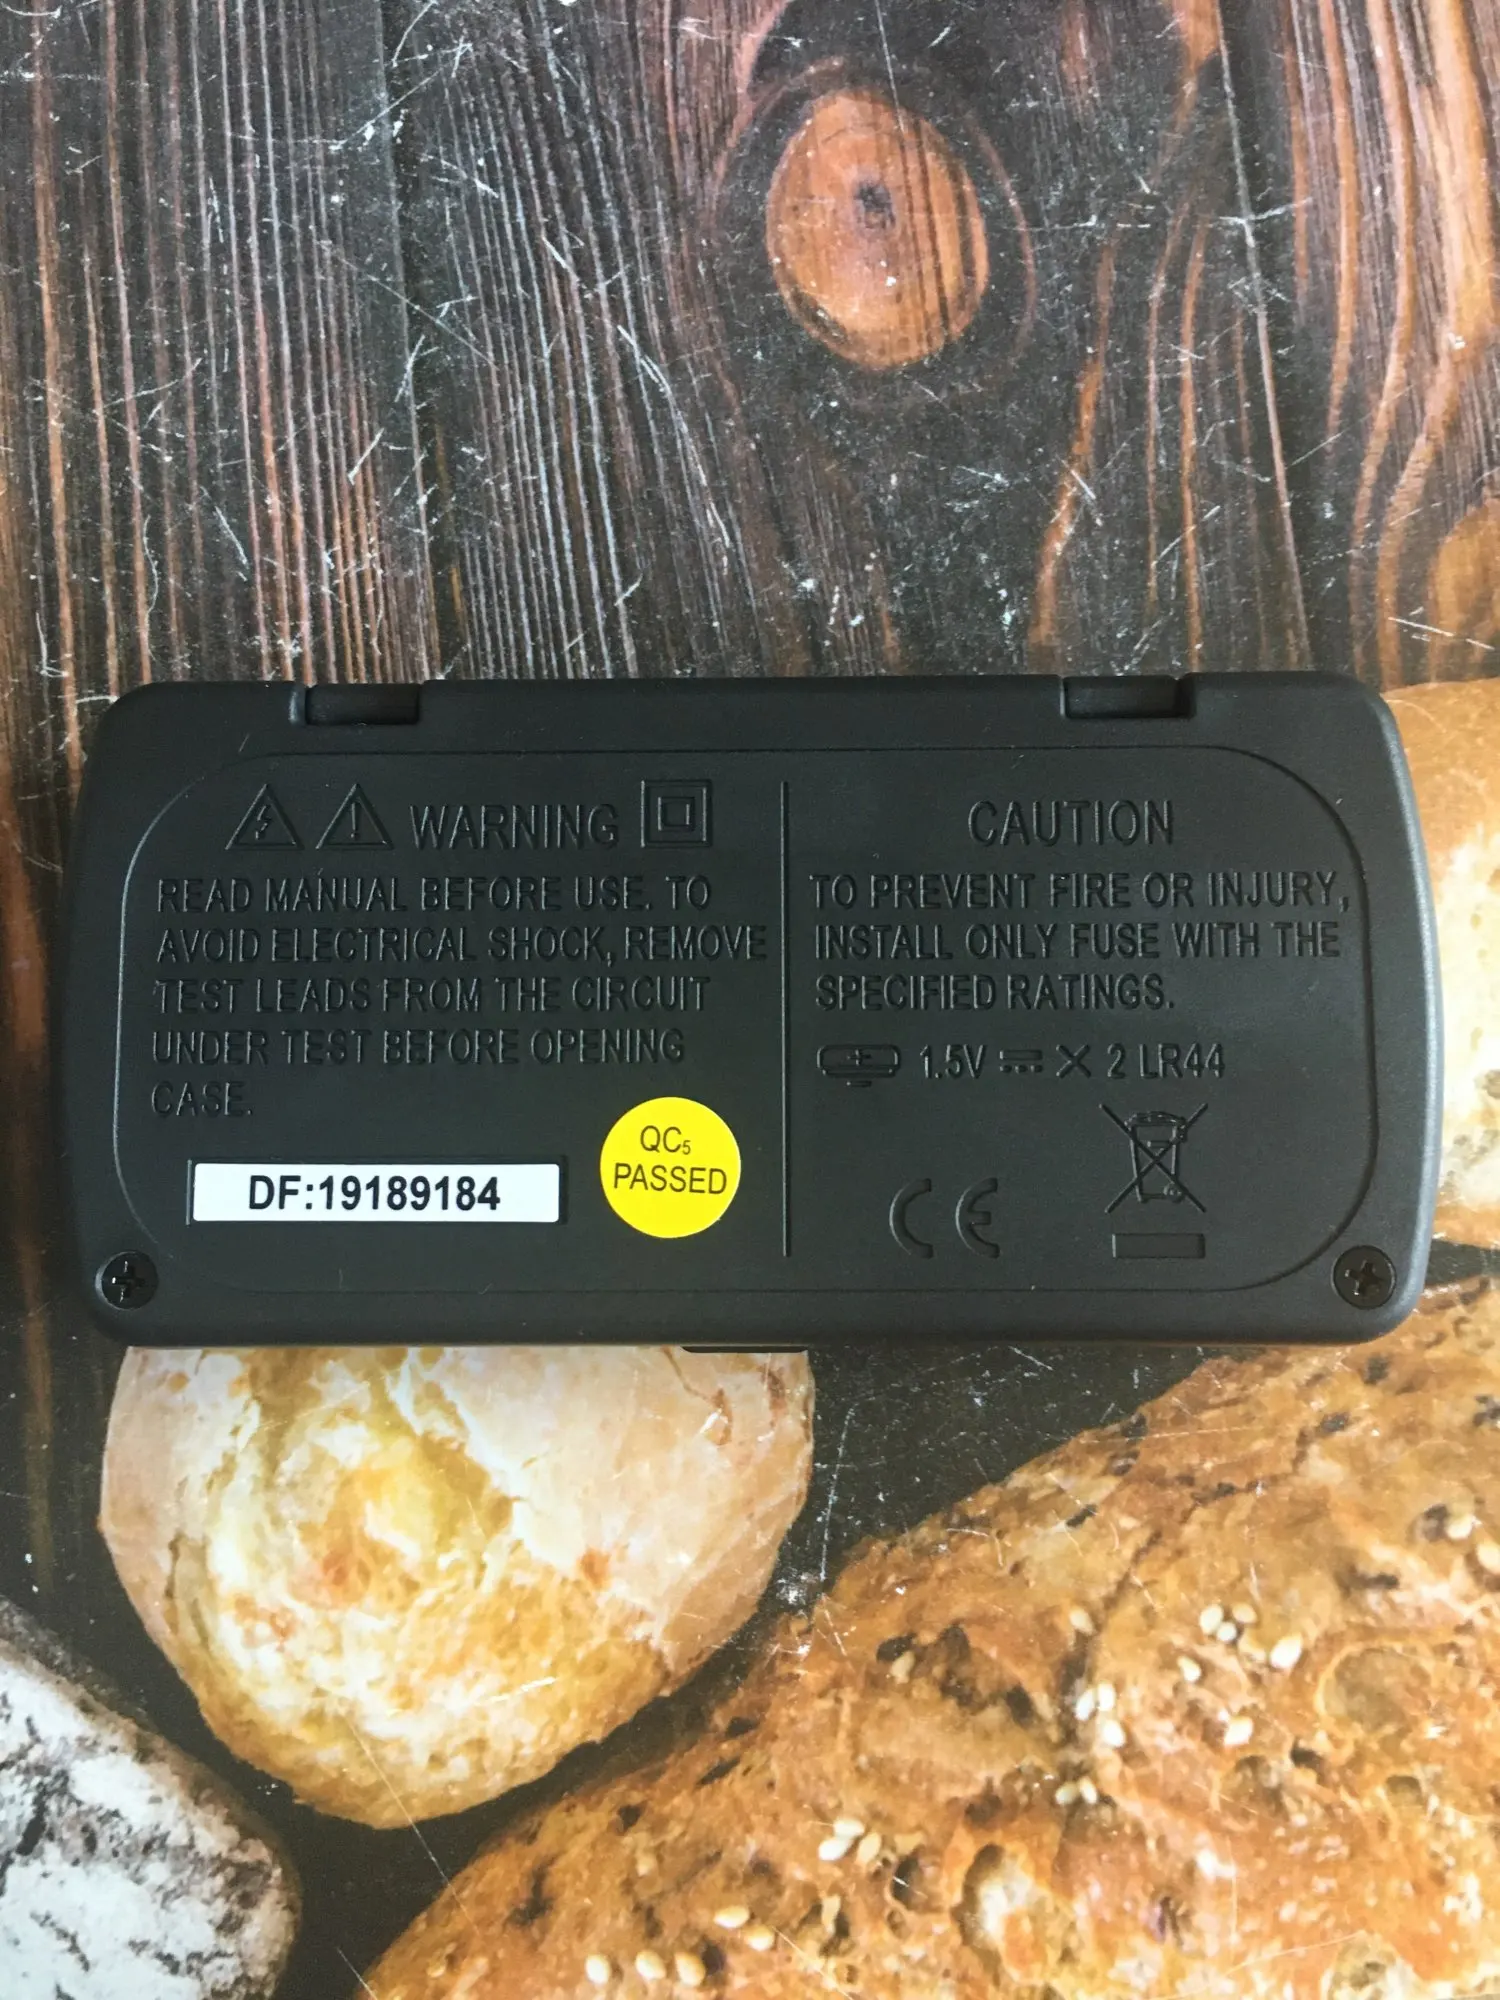 WARNING
READ MANUAL BEFORE USE. TO
AVOID ELECTRICAL SHOCK, REMOVE
TEST LEADS FROM THE CIRCUIT
UNDER TEST BEFORE OPENING
CASE.
DF:19189184
QC5
PASSED
CAUTION
TO PREVENT FIRE OR INJURY,
INSTALL ONLY FUSE WITH THE
SPECIFIED RATINGS.
1.5V ⎓ X 2 LR44
CE